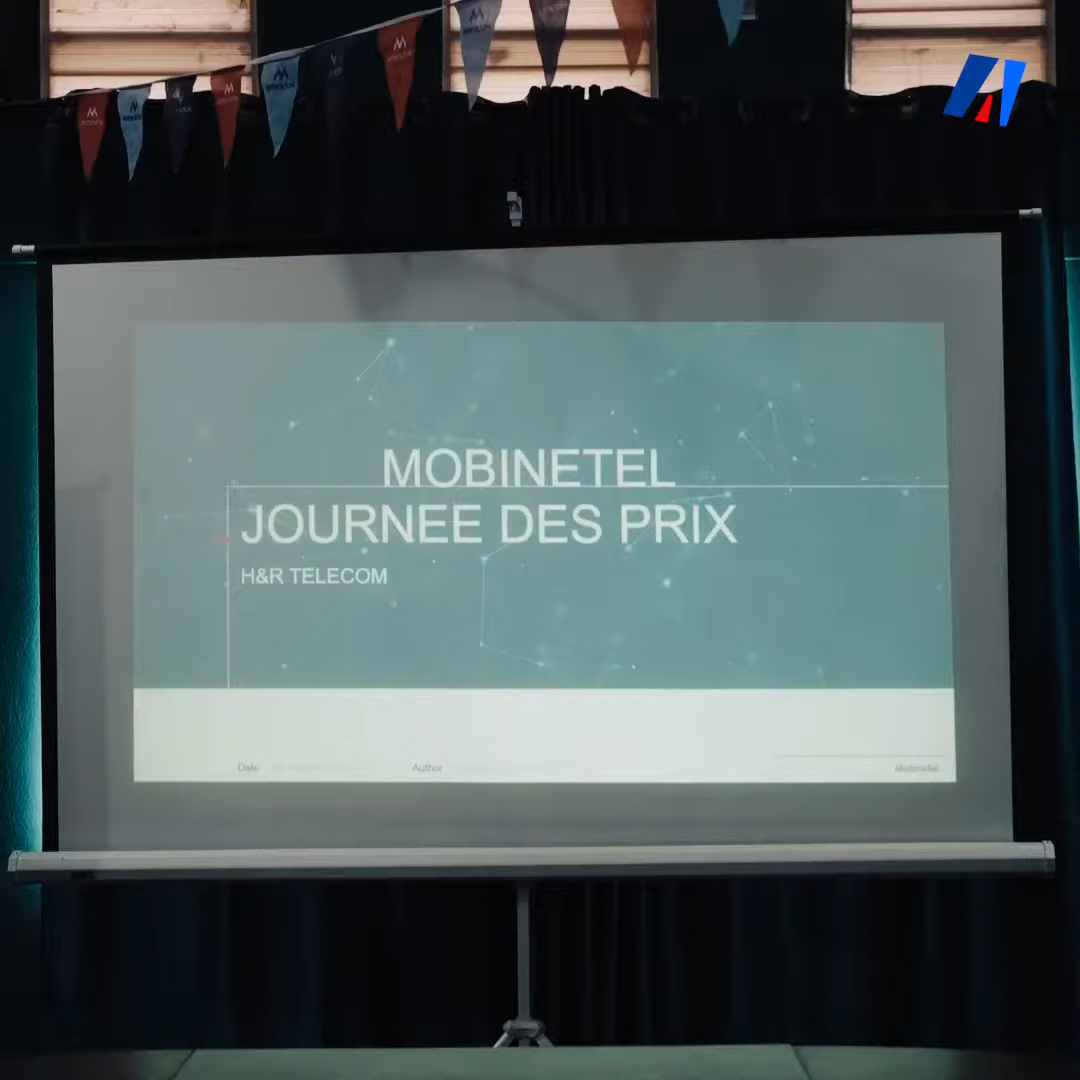 MOBINETEL
JOURNEE DES PRIX
H&R TELECOM
Date
Author
Mobinetel